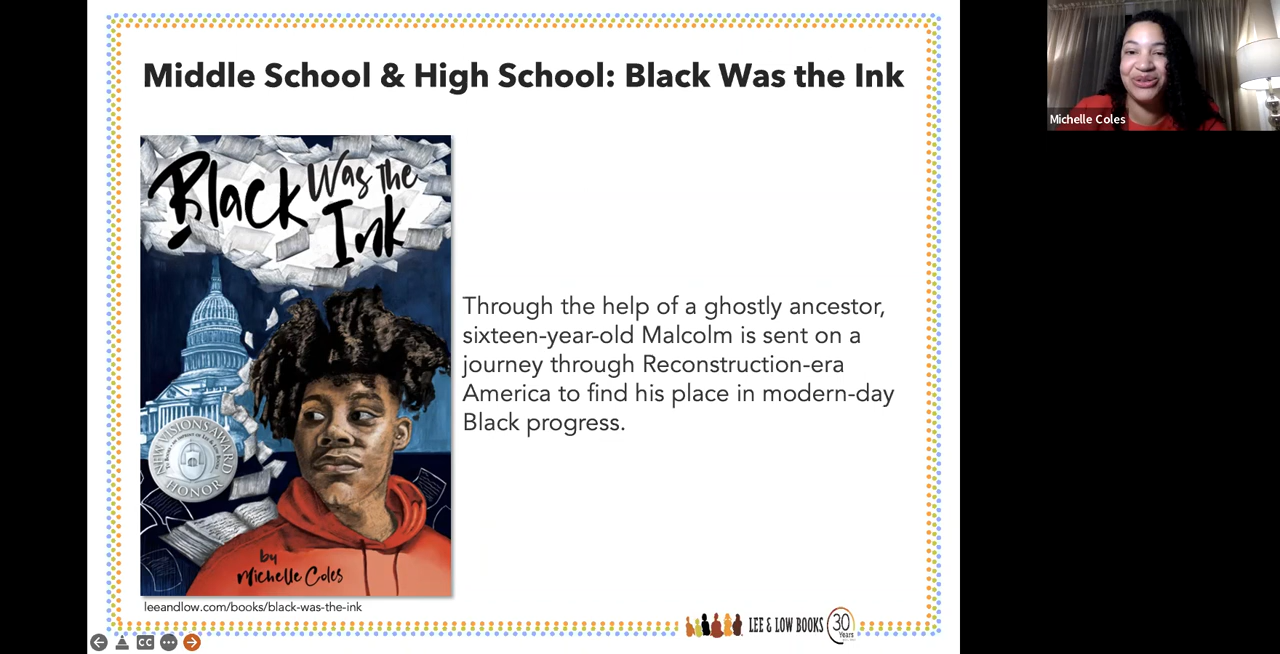 Middle School & High School: Black Was the Ink
Black Was the
Ink
NEW VISIONS AWARD
HONOR
by
Michelle Coles
Through the help of a ghostly ancestor,
sixteen-year-old Malcolm is sent on a
journey through Reconstruction-era
America to find his place in modern-day
Black progress.
leeandlow.com/books/black-was-the-ink
LEE & LOW BOOKS
30
Years
CC
Michelle Coles